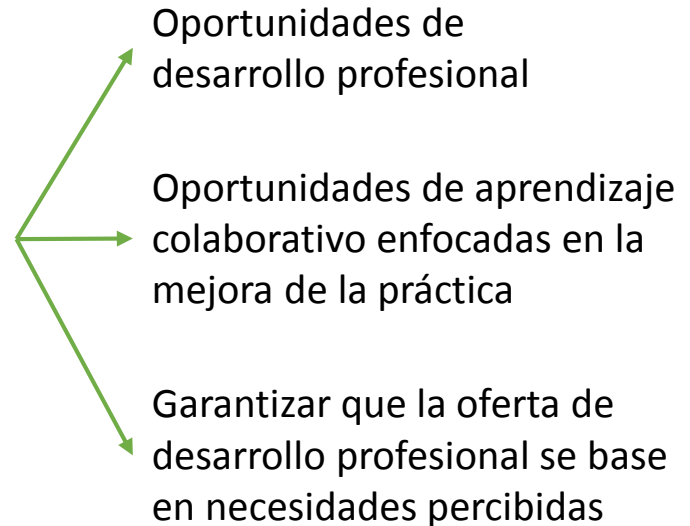 Oportunidades de
desarrollo profesional
Oportunidades de aprendizaje
colaborativo enfocadas en la
mejora de la práctica
Garantizar que la oferta de
desarrollo profesional se base
en necesidades percibidas